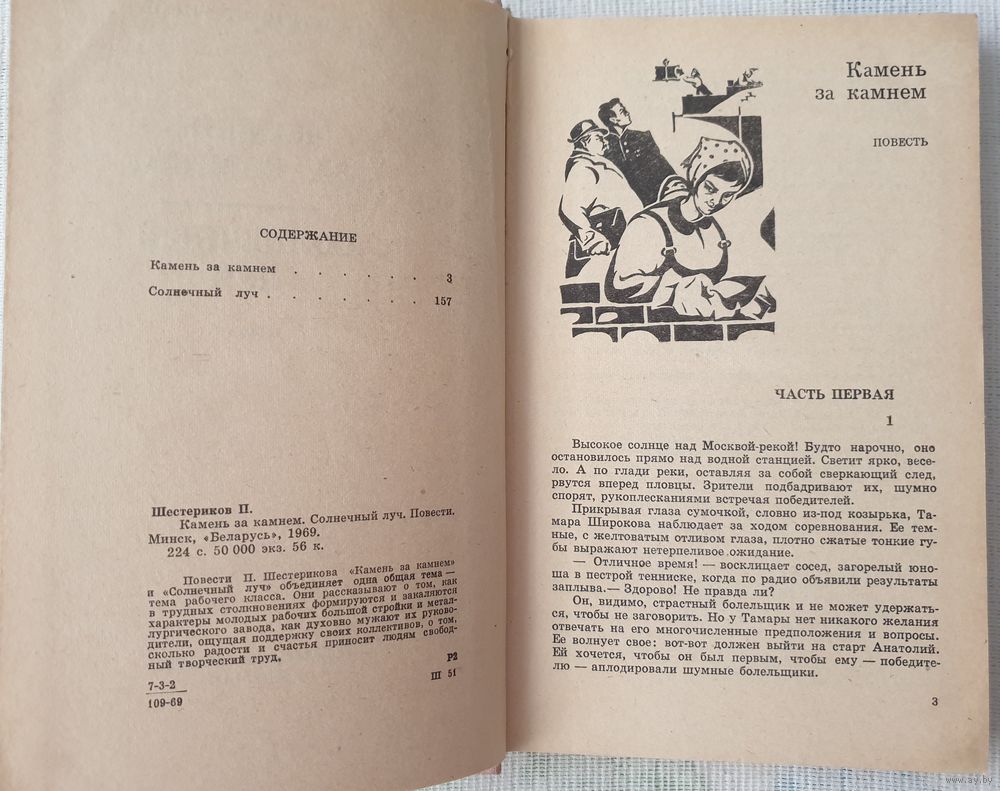 СОДЕРЖАНИЕ
Камень за камнем . . . . . . 3
Солнечный луч . . . . . . . 157
Шестериков П.
Камень за камнем. Солнечный луч. Повести.
Минск, «Беларусь», 1969.
224 с. 50 000 экз. 56 к.
Повести П. Шестерикова «Камень за камнем»
и «Солнечный луч» объединяет одна общая тема —
тема рабочего класса. Они рассказывают о том, как
в трудных столкновениях формируются и закаляются
характеры молодых рабочих большой стройки и метал-
лургического завода, как духовно мужают их руково-
дители, ощущая поддержку своих коллективов, о том,
сколько радости и счастья приносит людям свобод-
ный творческий труд.
Р2
Ш 51
7-3-2
109-69
Камень
за камнем
ПОВЕСТЬ
ЧАСТЬ ПЕРВАЯ
1
Высокое солнце над Москвой-рекой! Будто нарочно, оно
остановилось прямо над водной станцией. Светит ярко, весе-
ло. А по глади реки, оставляя за собой сверкающий след,
рвутся вперед пловцы. Зрители подбадривают их, шумно
спорят, рукоплесканиями встречая победителей.
Прикрывая глаза сумочкой, словно из-под козырька, Та-
мара Широкова наблюдает за ходом соревнования. Ее тем-
ные, с желтоватым отливом глаза, плотно сжатые тонкие гу-
бы выражают нетерпеливое ожидание.
— Отличное время! — восклицает сосед, загорелый юно-
ша в пестрой тенниске, когда по радио объявили результаты
заплыва.— Здорово! Не правда ли?
Он, видимо, страстный болельщик и не может удержать-
ся, чтобы не заговорить. Но у Тамары нет никакого желания
отвечать на его многочисленные предположения и вопросы.
Ее волнует свое: вот-вот должен выйти на старт Анатолий.
Ей хочется, чтобы он был первым, чтобы ему — победите-
лю — аплодировали шумные болельщики.
3
www.ay.by